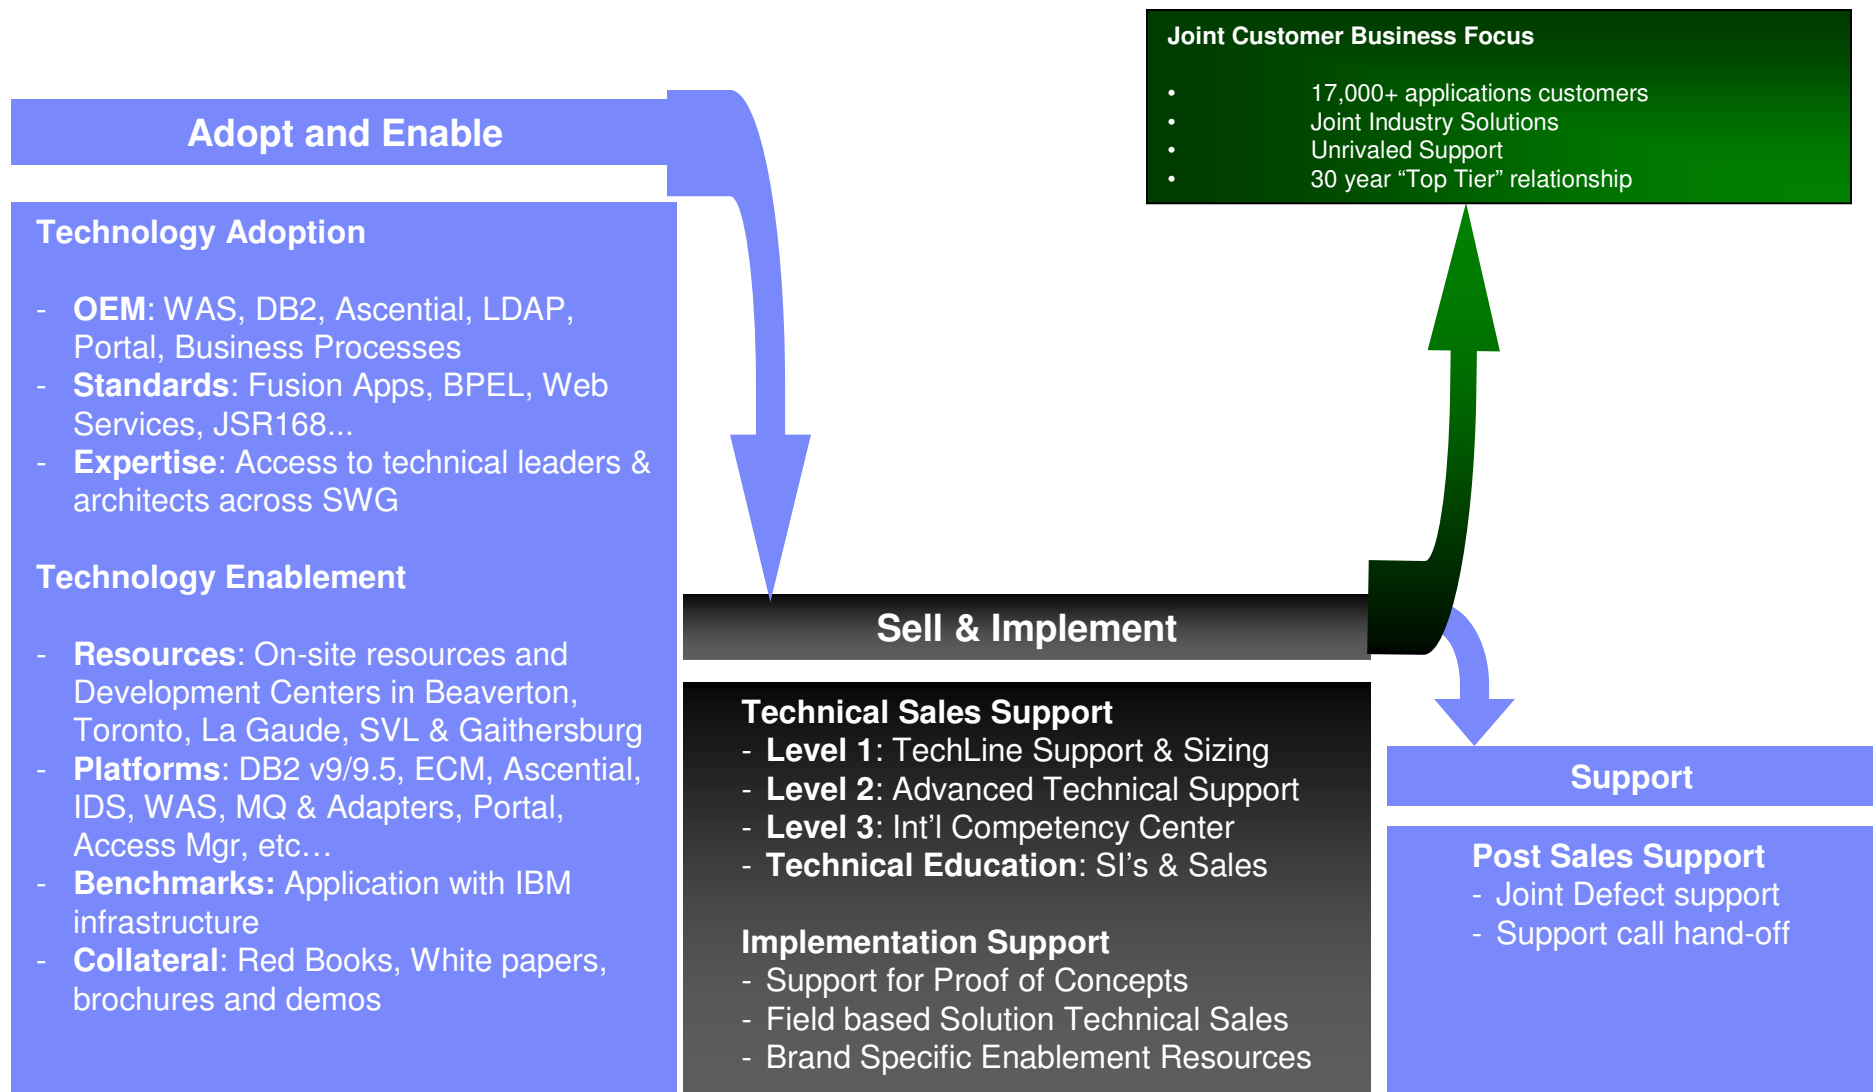 Joint Customer Business Focus
• 17,000+ applications customers
• Joint Industry Solutions
• Unrivaled Support
• 30 year “Top Tier” relationship
Adopt and Enable
Technology Adoption
- OEM: WAS, DB2, Ascential, LDAP,
Portal, Business Processes
- Standards: Fusion Apps, BPEL, Web
Services, JSR168...
- Expertise: Access to technical leaders &
architects across SWG
Technology Enablement
- Resources: On-site resources and
Development Centers in Beaverton,
Toronto, La Gaude, SVL & Gaithersburg
- Platforms: DB2 v9/9.5, ECM, Ascential,
IDS, WAS, MQ & Adapters, Portal,
Access Mgr, etc…
- Benchmarks: Application with IBM
infrastructure
- Collateral: Red Books, White papers,
brochures and demos
Sell & Implement
Technical Sales Support
- Level 1: TechLine Support & Sizing
- Level 2: Advanced Technical Support
- Level 3: Int’l Competency Center
- Technical Education: SI’s & Sales
Implementation Support
- Support for Proof of Concepts
- Field based Solution Technical Sales
- Brand Specific Enablement Resources
Support
Post Sales Support
- Joint Defect support
- Support call hand-off